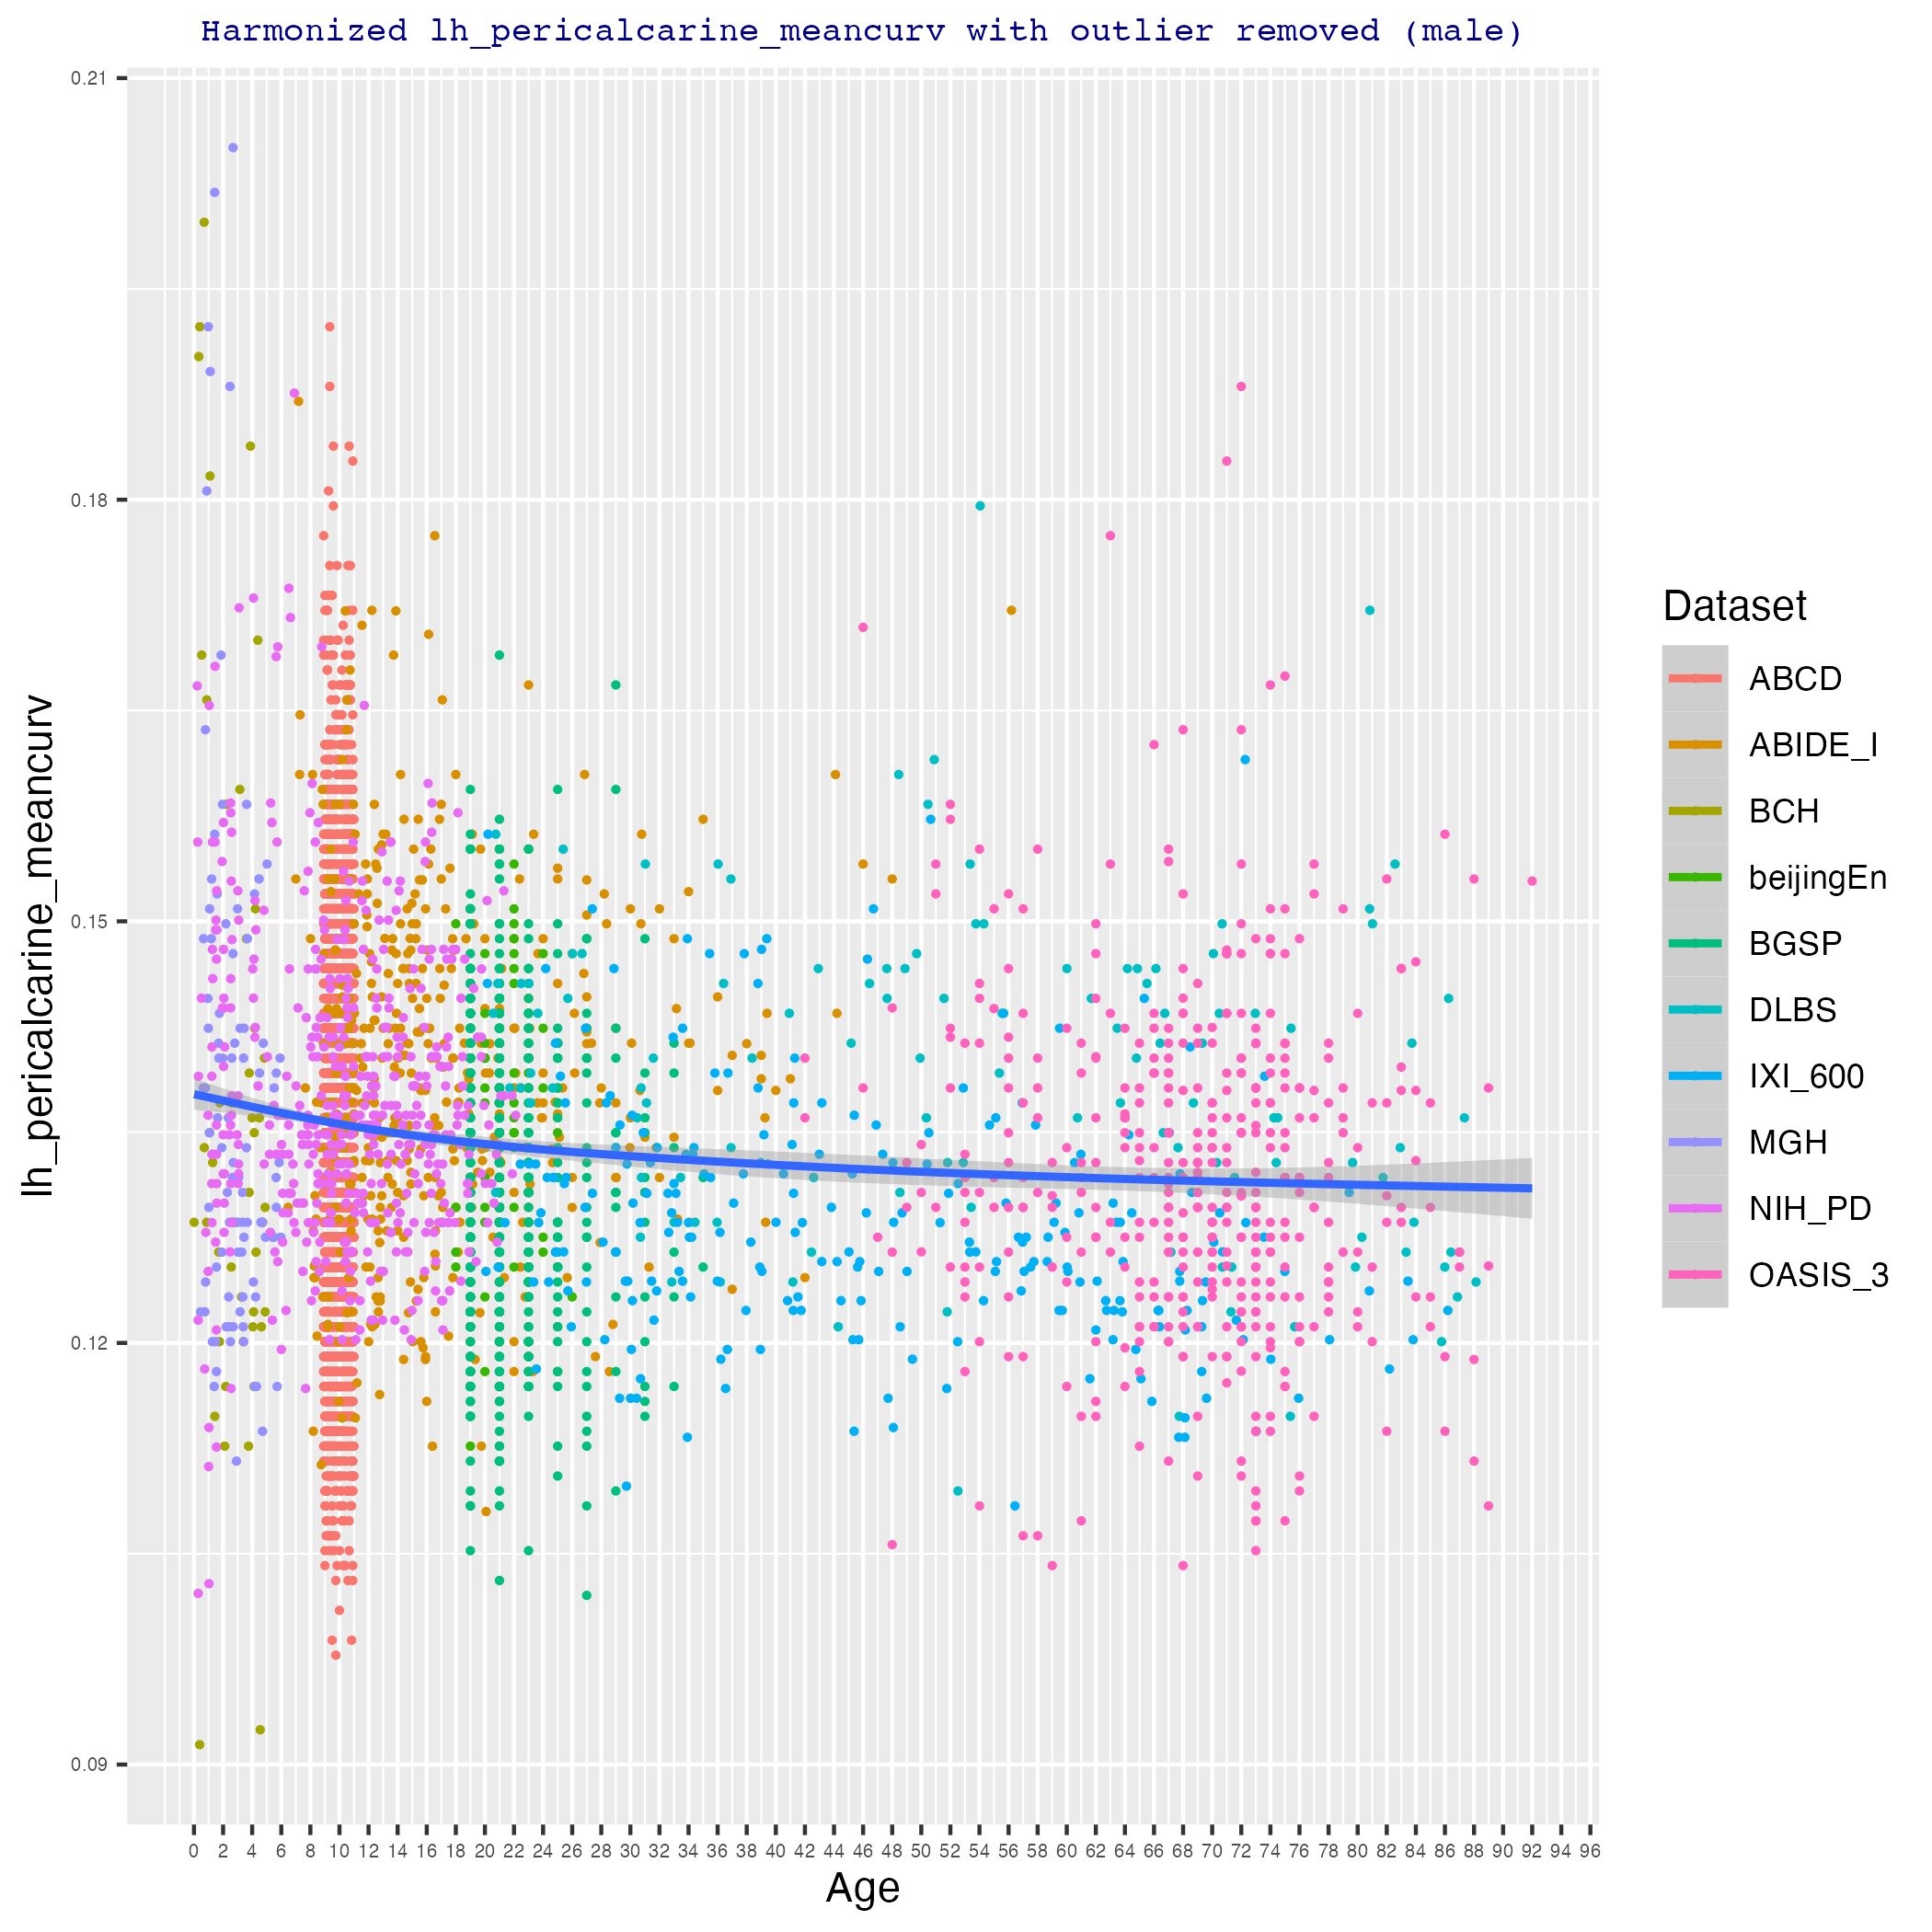 Harmonized lh_pericalcarine_meancurv with outlier removed (male)
0.21
0.18
0.15
0.12
0.09
lh_pericalcarine_meancurv
0 2 4 6 8 10 12 14 16 18 20 22 24 26 28 30 32 34 36 38 40 42 44 46 48 50 52 54 56 58 60 62 64 66 68 70 72 74 76 78 80 82 84 86 88 90 92 94 96
Age
Dataset
ABCD
ABIDE_I
BCH
beijingEn
BGSP
DLBS
IXI_600
MGH
NIH_PD
OASIS_3